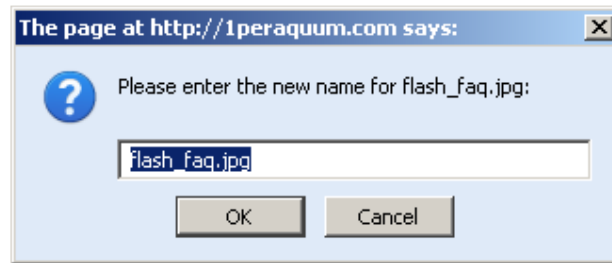 The page at http://1peraquum.com says:
Please enter the new name for flash_faq.jpg:
flash_faq.jpg
OK Cancel